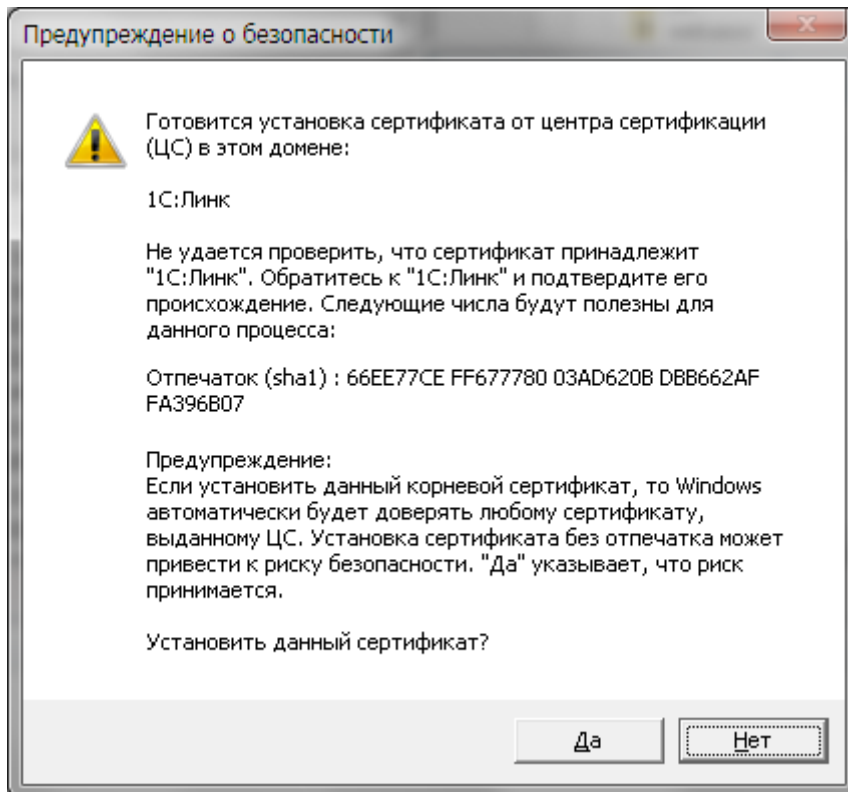 Предупреждение о безопасности
Готовится установка сертификата от центра сертификации
(ЦС) в этом домене:
1С:Линк
Не удается проверить, что сертификат принадлежит
"1С:Линк". Обратитесь к "1С:Линк" и подтвердите его
происхождение. Следующие числа будут полезны для
данного процесса:
Отпечаток (sha1) : 66EE77CE FF677780 03AD620B DBB662AF
FA396B07
Предупреждение:
Если установить данный корневой сертификат, то Windows
автоматически будет доверять любому сертификату,
выданному ЦС. Установка сертификата без отпечатка может
привести к риску безопасности. "Да" указывает, что риск
принимается.
Установить данный сертификат?
Да
Нет